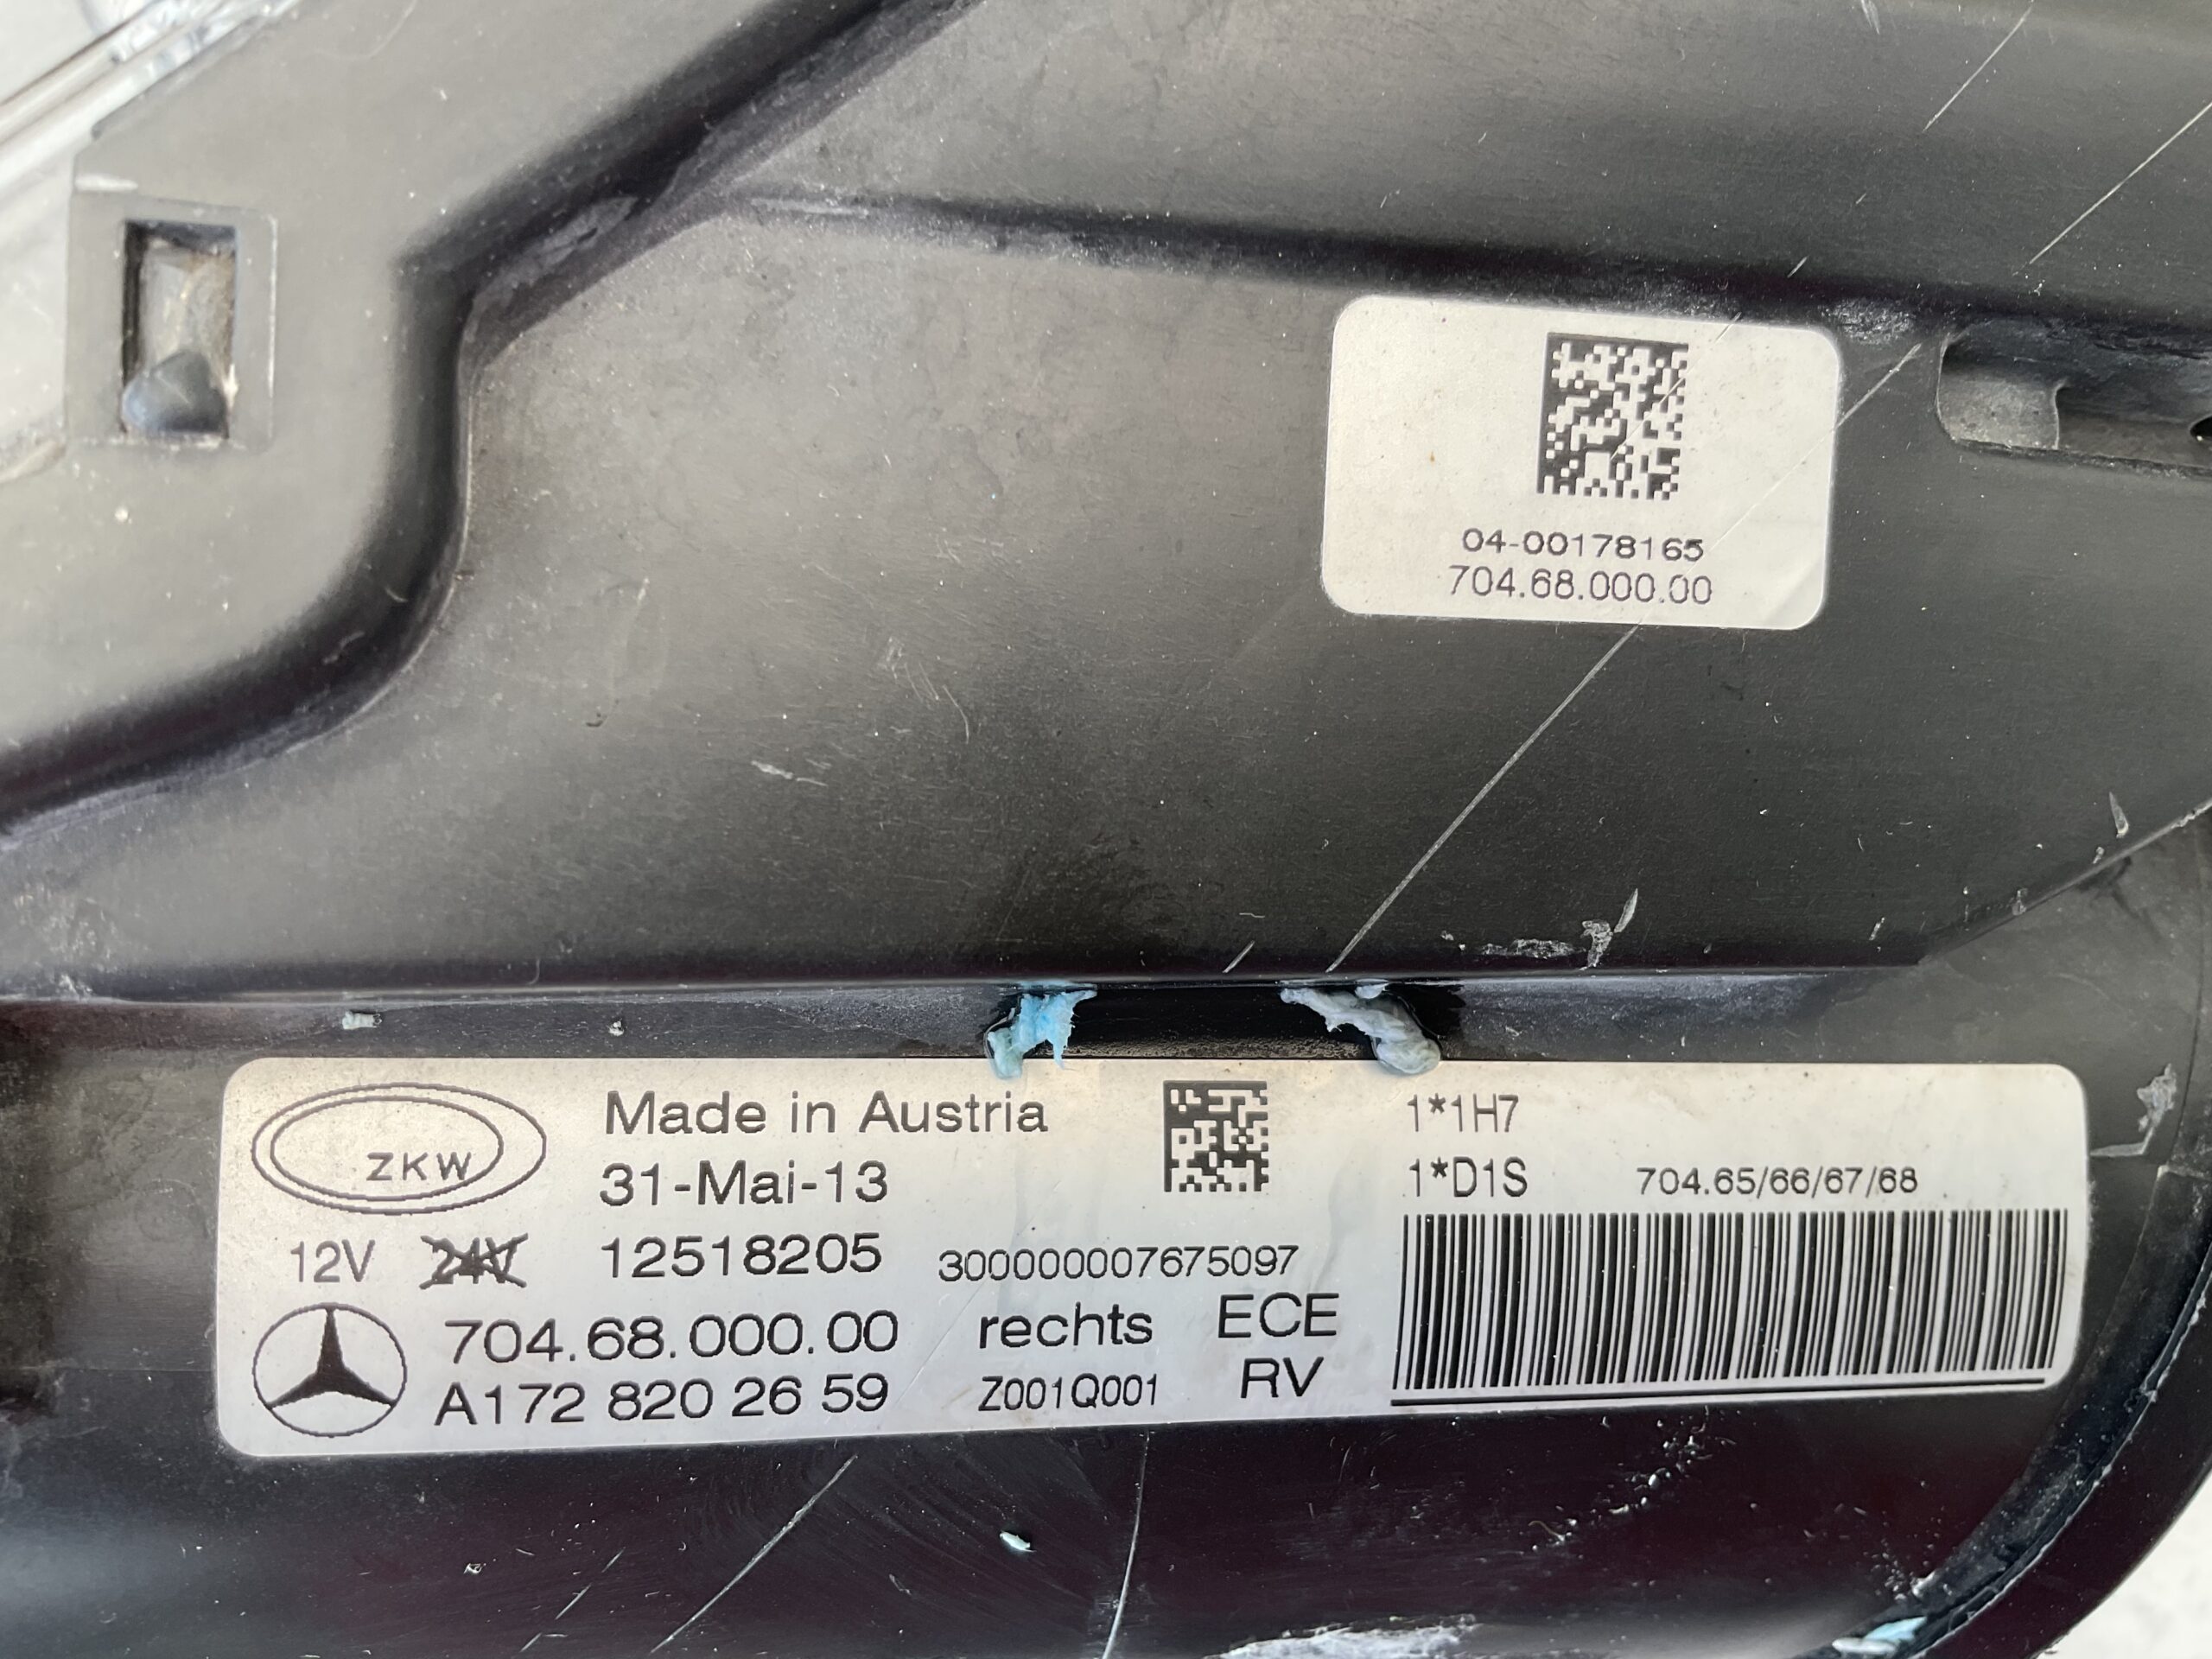 04-00178165
704.68.000.00
ZKW
Made in Austria
31-Mai-13
1*1H7
1*D1S 704.65/66/67/68
12V 24V 12518205 300000007675097
704.68.000.00 rechts ECE
A172 820 26 59 Z001Q001 RV